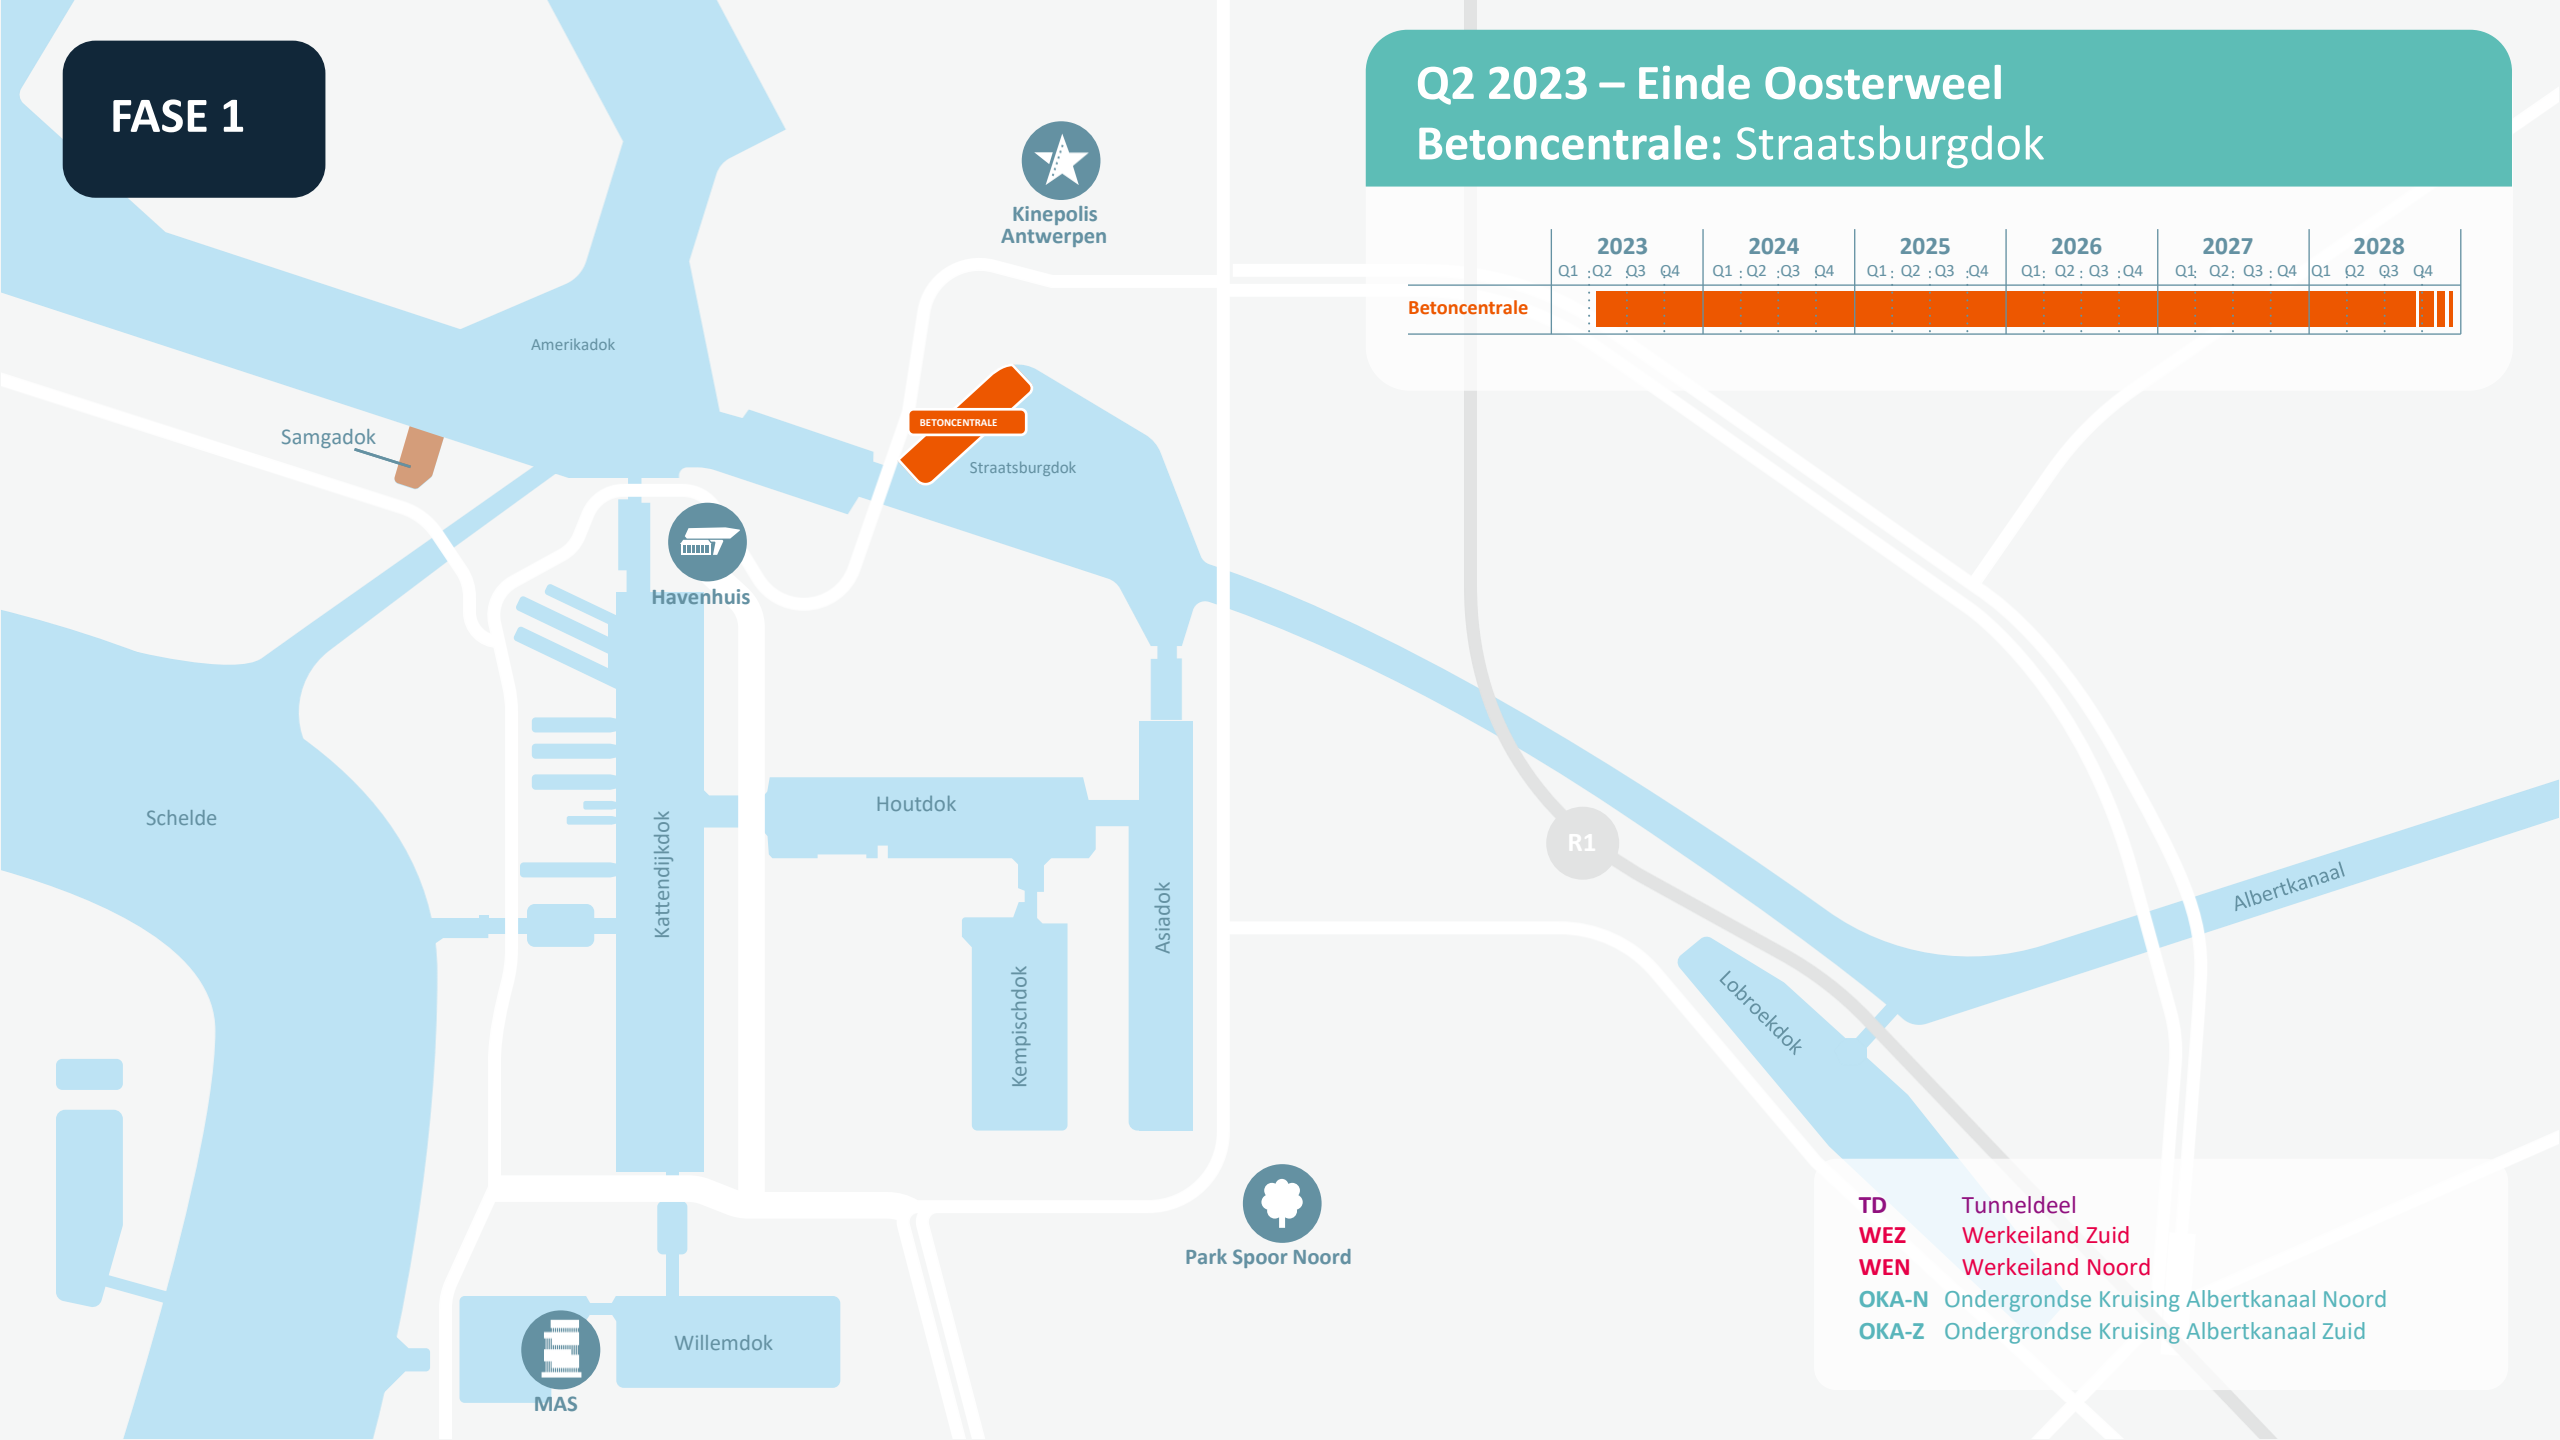 FASE 1
Q2 2023 – Einde Oosterweel
Betoncentrale: Straatsburgdok
2023 2024 2025 2026 2027 2028
Q1 Q2 Q3 Q4 Q1 Q2 Q3 Q4 Q1 Q2 Q3 Q4 Q1 Q2 Q3 Q4 Q1 Q2 Q3 Q4 Q1 Q2 Q3 Q4
Betoncentrale
Kinepolis
Antwerpen
Amerikadok
Samgadok
BETONCENTRALE
Straatsburgdok
Havenhuis
Schelde
Kattendijkdok
Houtdok
Asiadok
Kempischdok
R1
Albertkanaal
Lobroekdok
Park Spoor Noord
Willemdok
MAS
TD Tunneldeel
WEZ Werkeiland Zuid
WEN Werkeiland Noord
OKA-N Ondergrondse Kruising Albertkanaal Noord
OKA-Z Ondergrondse Kruising Albertkanaal Zuid